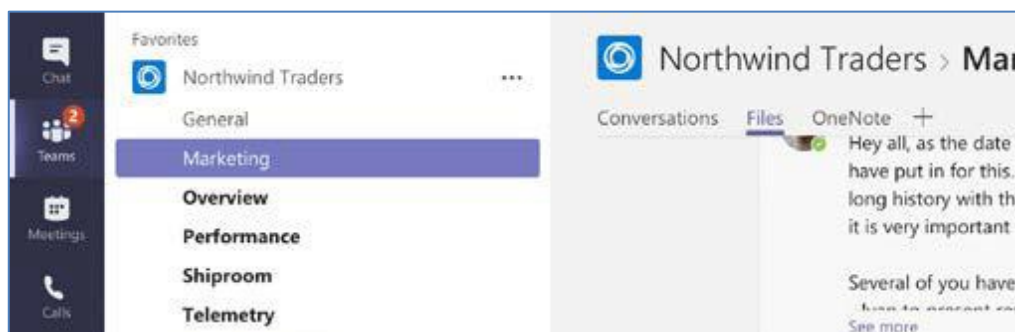 Chat
2
Teams
Meetings
Calls
Favorites
Northwind Traders ...
General
Marketing
Overview
Performance
Shiproom
Telemetry
Northwind Traders > Mar
Conversations Files OneNote +
Hey all, as the date
have put in for this.
long history with th
it is very important
Several of you have
to present
See more